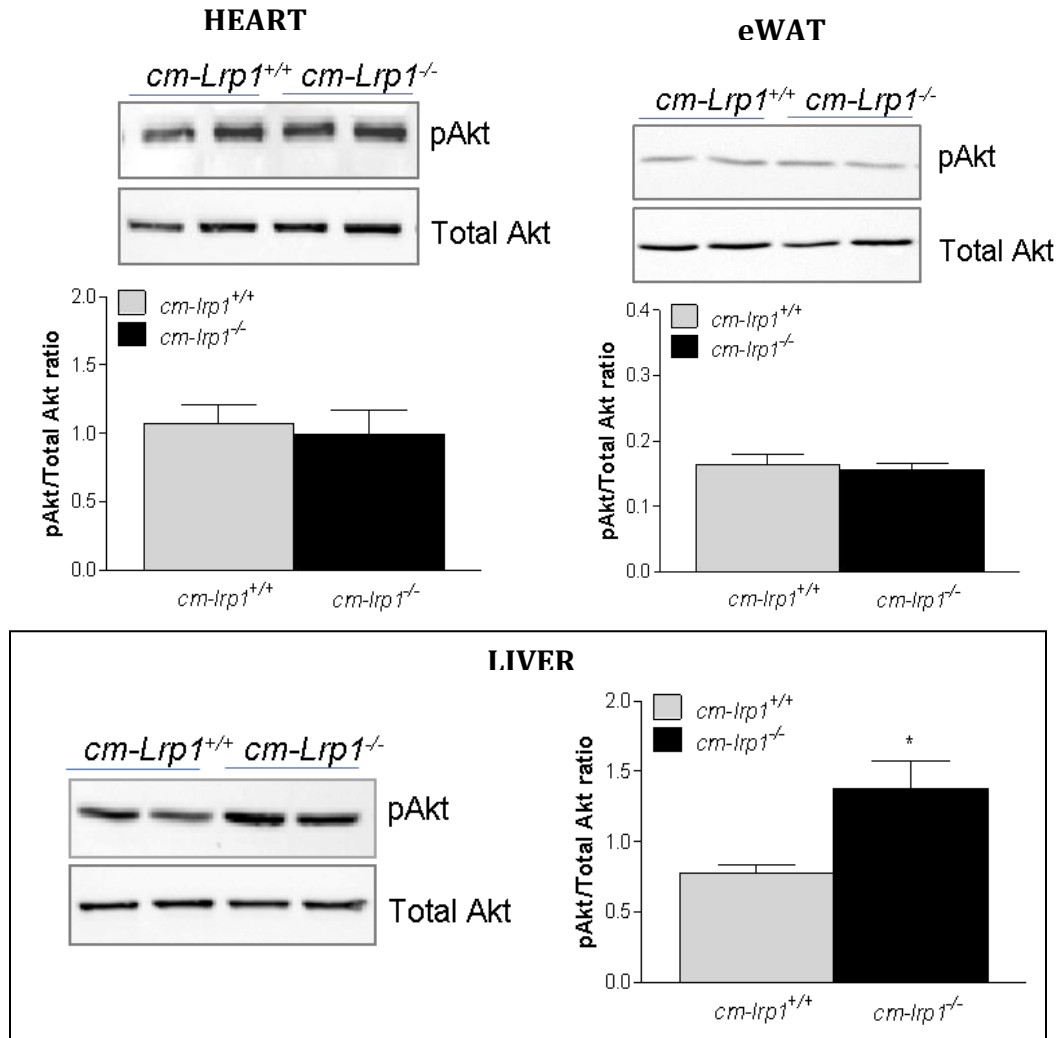 HEART
cm-Lrp1+/+ cm-Lrp1-/-
pAkt
Total Akt
2.0
1.5
1.0
0.5
0.0
pAkt/Total Akt ratio
cm-lrp1+/+
cm-lrp1-/-
cm-lrp1+/+ cm-lrp1-/-
eWAT
cm-Lrp1+/+ cm-Lrp1-/-
pAkt
Total Akt
0.4
0.3
0.2
0.1
0.0
pAkt/Total Akt ratio
cm-lrp1+/+
cm-lrp1-/-
cm-lrp1+/+ cm-lrp1-/-
LIVER
cm-Lrp1+/+ cm-Lrp1-/-
pAkt
Total Akt
2.0
1.5
1.0
0.5
0.0
pAkt/Total Akt ratio
cm-lrp1+/+
cm-lrp1-/-
*
cm-lrp1+/+ cm-lrp1-/-